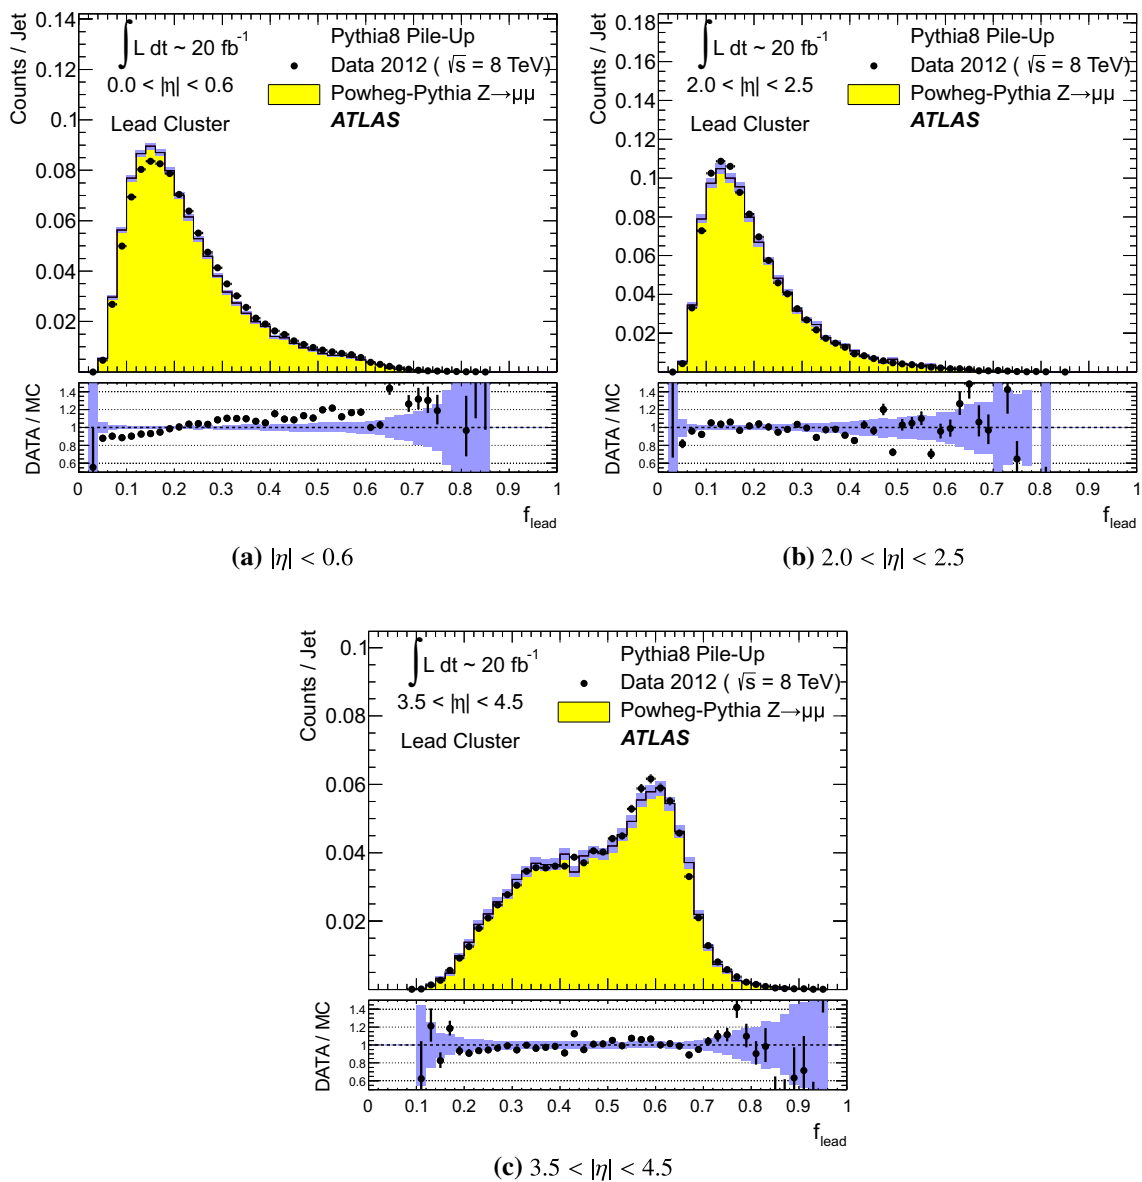 Counts / Jet
0.14
0.12
0.1
0.08
0.06
0.04
0.02
∫ L dt ~ 20 fb⁻¹
0.0 < |η| < 0.6
Lead Cluster
Pythia8 Pile-Up
Data 2012 ( √s = 8 TeV)
Powheg-Pythia Z→μμ
ATLAS
DATA / MC
1.4
1.2
1
0.8
0.6
0 0.1 0.2 0.3 0.4 0.5 0.6 0.7 0.8 0.9 1
f_lead
(a) |η| < 0.6
Counts / Jet
0.18
0.16
0.14
0.12
0.10
0.08
0.06
0.04
0.02
∫ L dt ~ 20 fb⁻¹
2.0 < |η| < 2.5
Lead Cluster
Pythia8 Pile-Up
Data 2012 ( √s = 8 TeV)
Powheg-Pythia Z→μμ
ATLAS
DATA / MC
1.4
1.2
1
0.8
0.6
0 0.1 0.2 0.3 0.4 0.5 0.6 0.7 0.8 0.9 1
f_lead
(b) 2.0 < |η| < 2.5
Counts / Jet
0.1
0.08
0.06
0.04
0.02
∫ L dt ~ 20 fb⁻¹
3.5 < |η| < 4.5
Lead Cluster
Pythia8 Pile-Up
Data 2012 ( √s = 8 TeV)
Powheg-Pythia Z→μμ
ATLAS
DATA / MC
1.4
1.2
1
0.8
0.6
0 0.1 0.2 0.3 0.4 0.5 0.6 0.7 0.8 0.9 1
f_lead
(c) 3.5 < |η| < 4.5